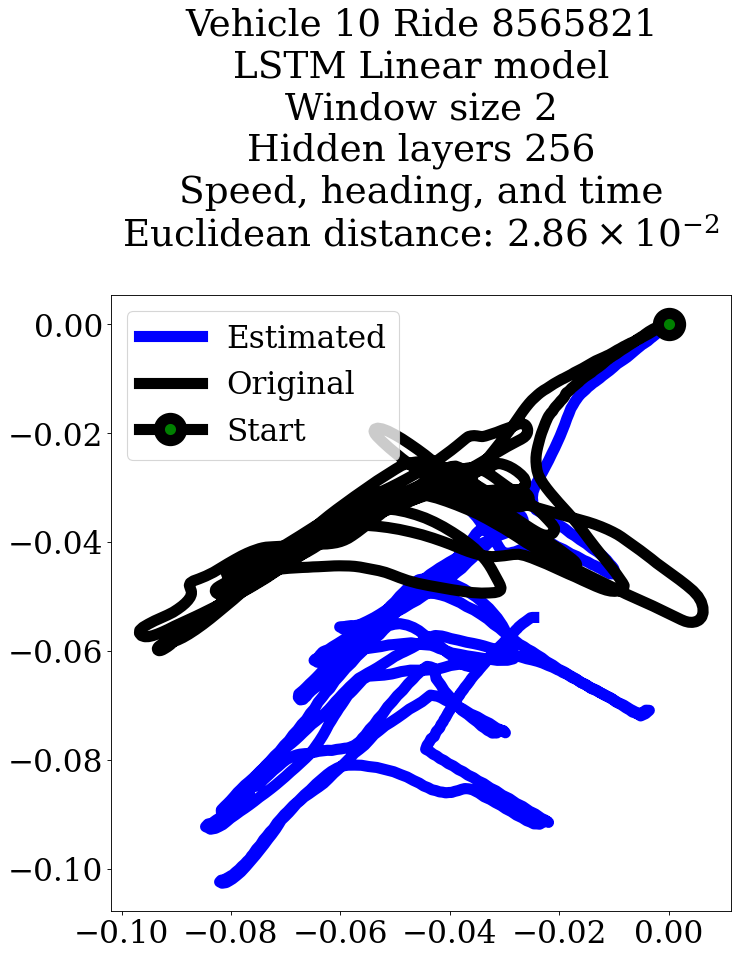 Vehicle 10 Ride 8565821
LSTM Linear model
Window size 2
Hidden layers 256
Speed, heading, and time
Euclidean distance: 2.86 × 10⁻²
Estimated
Original
Start
0.00
−0.02
−0.04
−0.06
−0.08
−0.10
−0.10 −0.08 −0.06 −0.04 −0.02 0.00